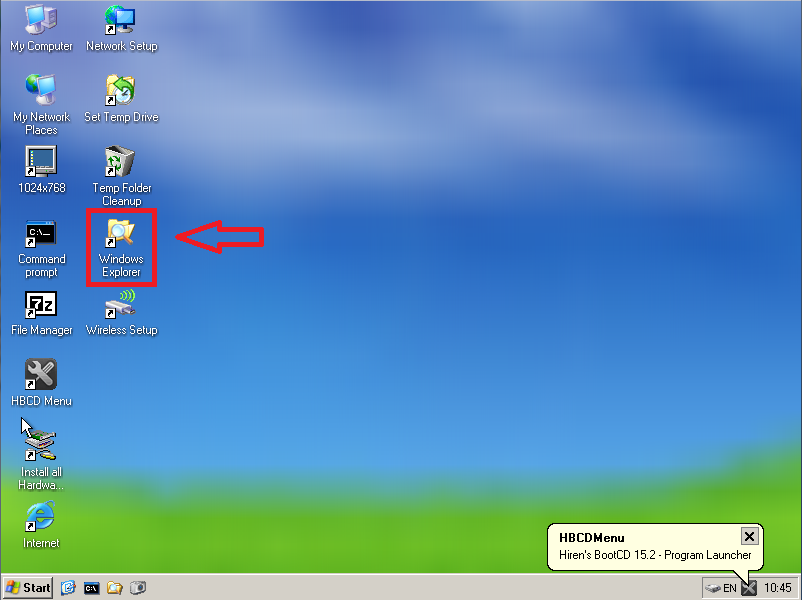 My Computer
Network Setup
My Network
Places
Set Temp Drive
1024x768
Temp Folder
Cleanup
C:\_
Command
prompt
Windows
Explorer
7z
File Manager
Wireless Setup
HBCD Menu
Install all
Hardwa...
Internet
HBCDMenu
Hiren's BootCD 15.2 - Program Launcher
Start
C:\
EN
10:45